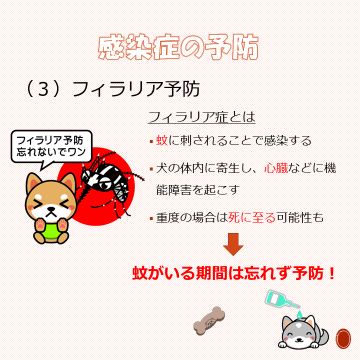 感染症の予防
（３）フィラリア予防
フィラリア症とは
フィラリア予防
忘れないでワン
▪蚊に刺されることで感染する
▪犬の体内に寄生し、心臓などに機
能障害を起こす
▪重度の場合は死に至る可能性も
蚊がいる期間は忘れず予防！